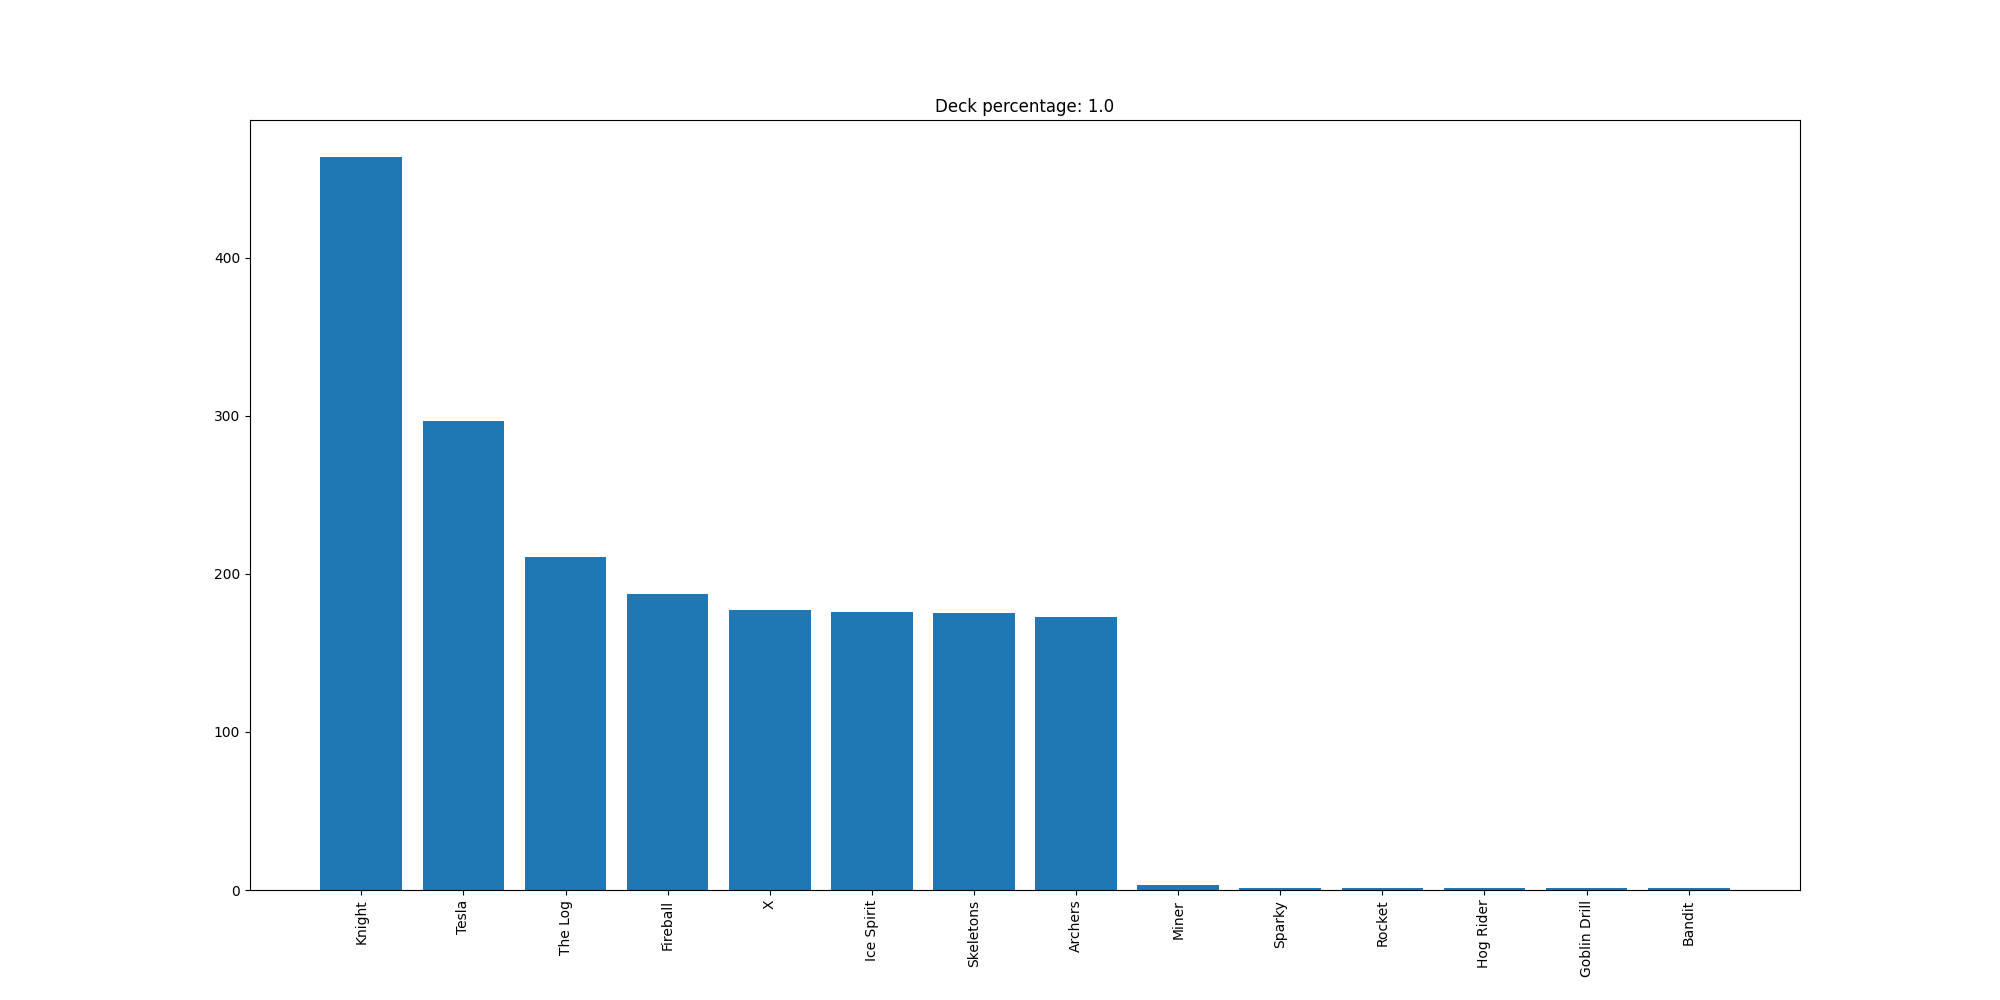 Deck percentage: 1.0
400
300
200
100
0
Knight
Tesla
The Log
Fireball
X
Ice Spirit
Skeletons
Archers
Miner
Sparky
Rocket
Hog Rider
Goblin Drill
Bandit